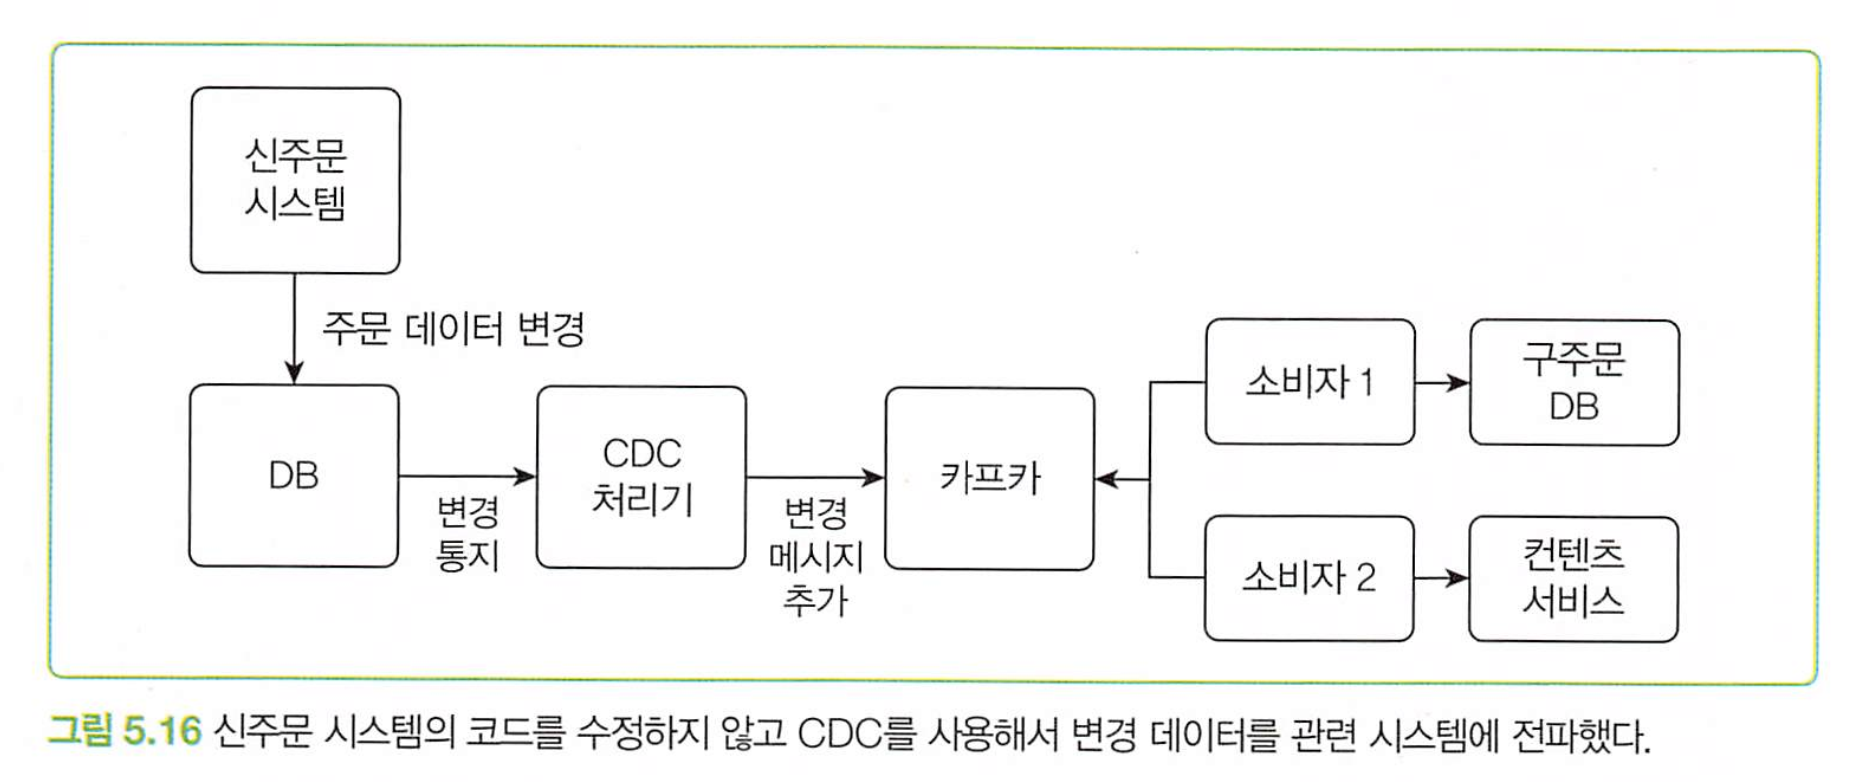 신주문
시스템
주문 데이터 변경
DB
변경
통지
CDC
처리기
변경
메시지
추가
카프카
소비자 1
구주문
DB
소비자 2
컨텐츠
서비스
그림 5.16 신주문 시스템의 코드를 수정하지 않고 CDC를 사용해서 변경 데이터를 관련 시스템에 전파했다.